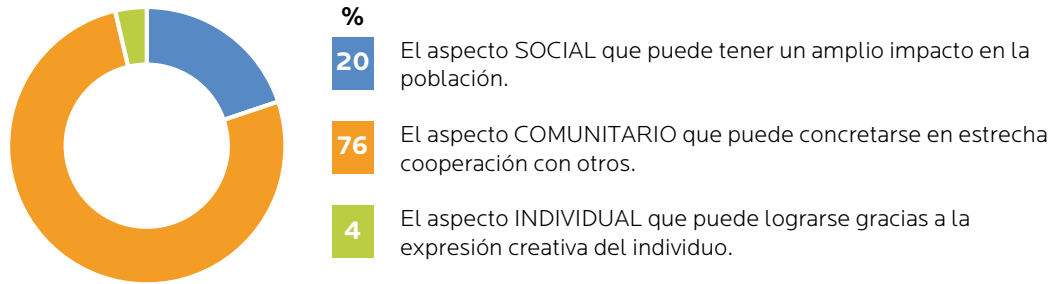 %
20
El aspecto SOCIAL que puede tener un amplio impacto en la
población.
76
El aspecto COMUNITARIO que puede concretarse en estrecha
cooperación con otros.
4
El aspecto INDIVIDUAL que puede lograrse gracias a la
expresión creativa del individuo.